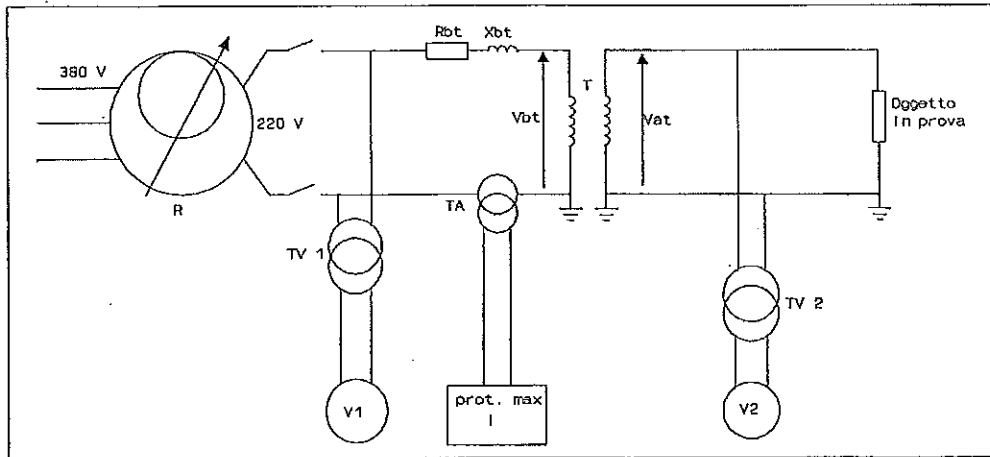 Rbt
Xbt
380 V
220 V
R
Vbt
T
Vat
Oggetto
in prova
TA
TV 1
TV 2
V1
prot. max
I
V2